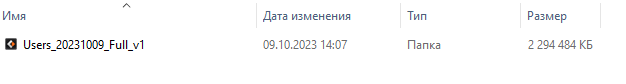 Имя Дата изменения Тип Размер
Users_20231009_Full_v1 09.10.2023 14:07 Папка 2 294 484 КБ